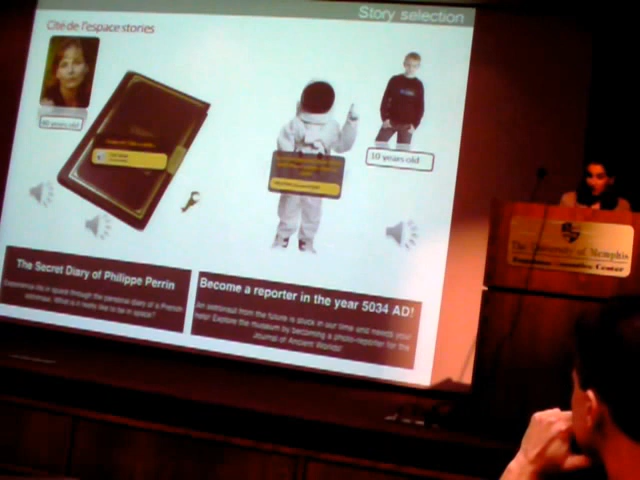 Story selection
Cité de l'espace stories
40 years old
10 years old
The Secret Diary of Philippe Perrin
Experience life in space through the personal diary of a French
astronaut. What is it really like to be in space?
Become a reporter in the year 5034 AD!
An astronaut from the future is stuck in our time and needs your
help! Explore the museum by becoming a photo-reporter for the
Journal of Ancient Worlds!
The University of Memphis
Center